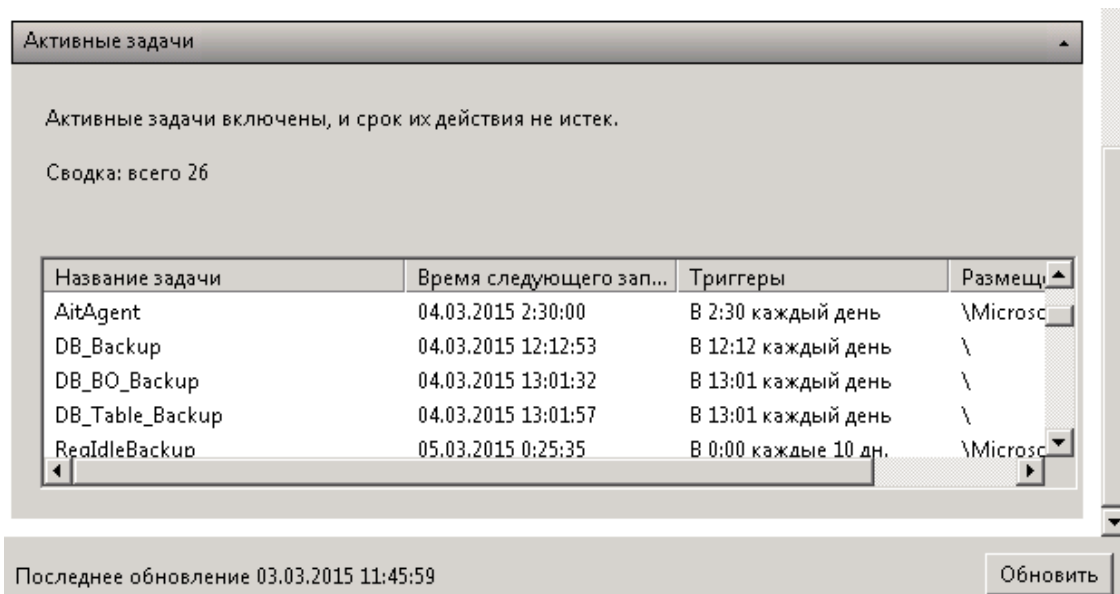 Активные задачи
Активные задачи включены, и срок их действия не истек.
Сводка: всего 26
Название задачи Время следующего зап... Триггеры Размещ
AitAgent 04.03.2015 2:30:00 В 2:30 каждый день \Microsc
DB_Backup 04.03.2015 12:12:53 В 12:12 каждый день \
DB_BO_Backup 04.03.2015 13:01:32 В 13:01 каждый день \
DB_Table_Backup 04.03.2015 13:01:57 В 13:01 каждый день \
RegIdleBackup 05.03.2015 0:25:35 В 0:00 каждые 10 дн. \Microsc
Последнее обновление 03.03.2015 11:45:59 Обновить